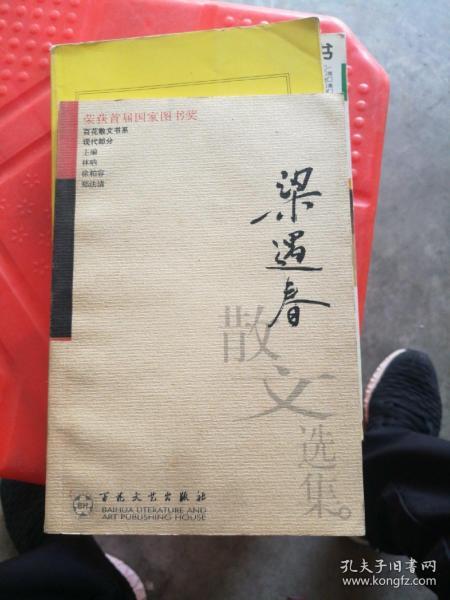 荣获首届国家图书奖
百花散文书系
现代部分
主编
林呐
徐柏容
郑法清
梁遇春
散文选集
BH
百花文艺出版社
BAIHUA LITERATURE AND
ART PUBLISHING HOUSE
书
孔夫子旧书网
www.kongfz.com